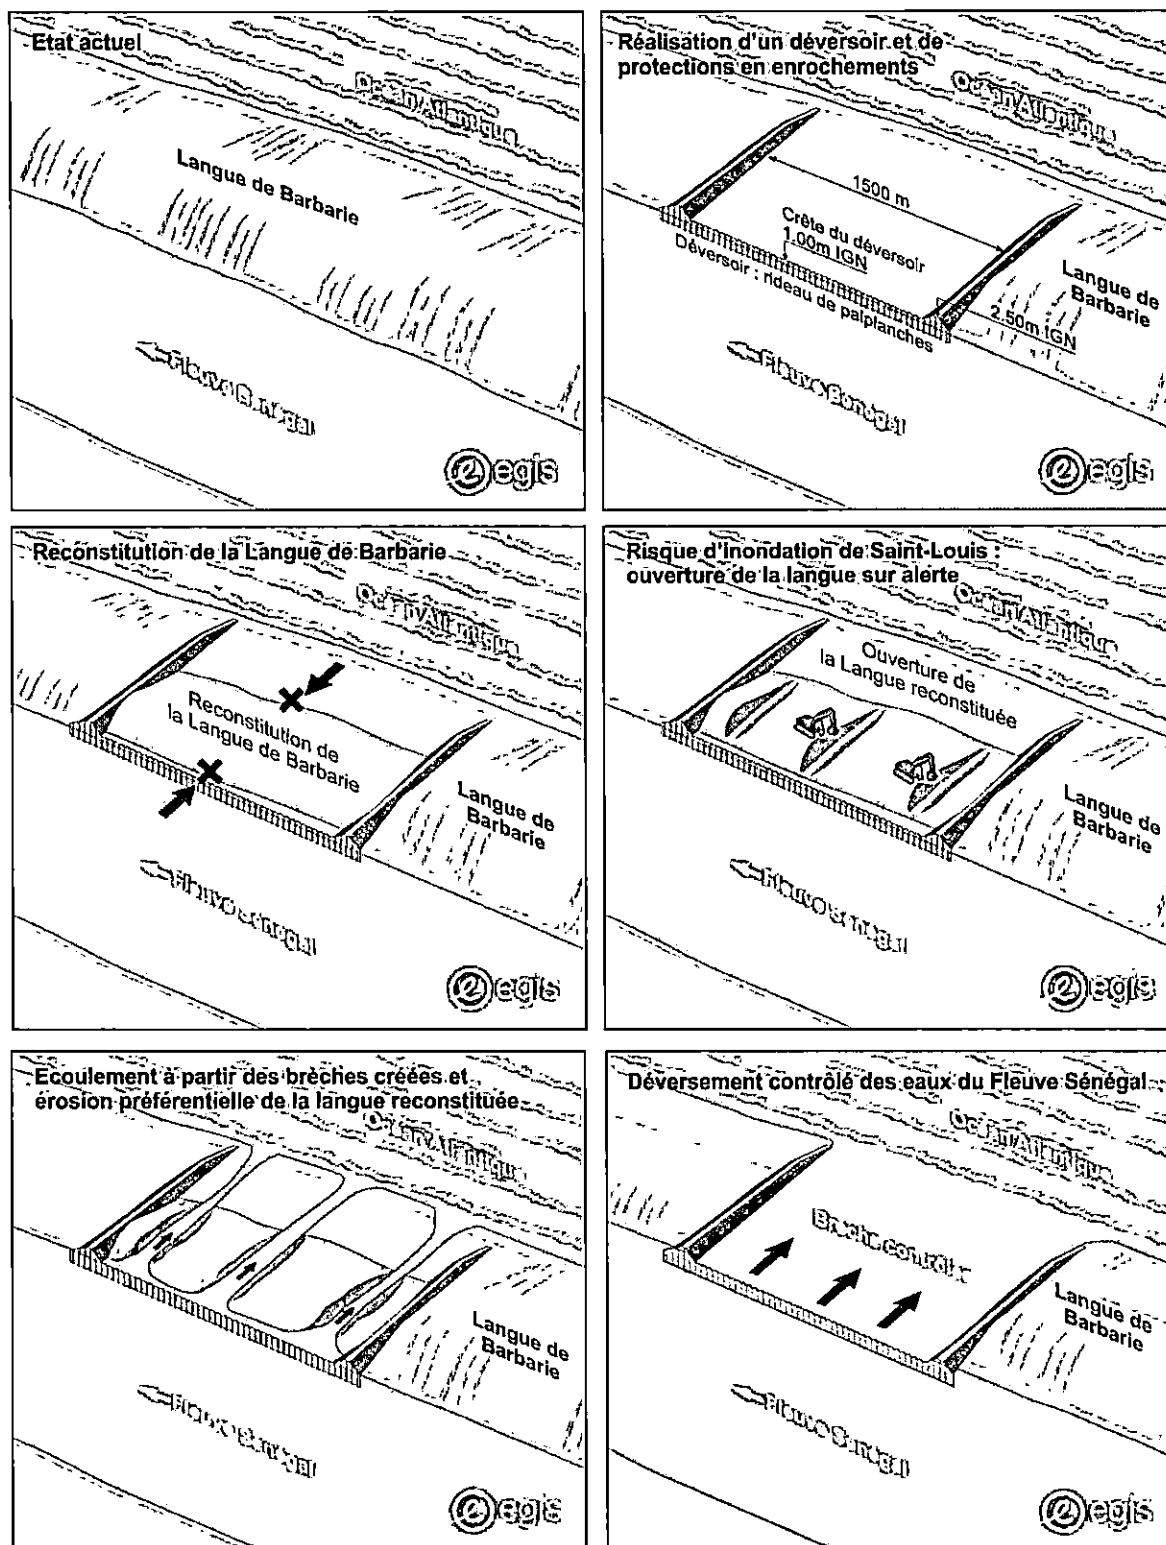 Etat actuel
Océan Atlantique
Langue de Barbarie
Fleuve Sénégal
egis
Réalisation d'un déversoir et de
protections en enrochements
Océan Atlantique
1500 m
Crête du déversoir
1.00m IGN
Déversoir : rideau de palplanches
2.50m IGN
Langue de
Barbarie
Fleuve Sénégal
egis
Reconstitution de la Langue de Barbarie
Océan Atlantique
Reconstitution de
la Langue de Barbarie
Langue de
Barbarie
Fleuve Sénégal
egis
Risque d'inondation de Saint-Louis :
ouverture de la langue sur alerte
Océan Atlantique
Ouverture de
la Langue reconstituée
Langue de
Barbarie
Fleuve Sénégal
egis
Ecoulement à partir des brèches créées et
érosion préférentielle de la langue reconstituée
Océan Atlantique
Langue de
Barbarie
Fleuve Sénégal
egis
Déversement contrôlé des eaux du Fleuve Sénégal
Océan Atlantique
Brèche contrôlée
Langue de
Barbarie
Fleuve Sénégal
egis